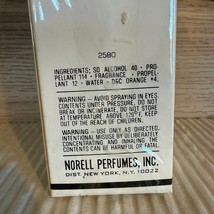 2580
INGREDIENTS: SD ALCOHOL 40 - PRO-
PELLANT 114 - FRAGRANCE - PROPEL-
LANT 12 - WATER - D&C ORANGE #4.
WARNING - AVOID SPRAYING IN EYES.
CONTENTS UNDER PRESSURE. DO NOT
PUNCTURE OR INCINERATE. DO NOT STORE
AT TEMPERATURE ABOVE 120°F. KEEP
OUT OF THE REACH OF CHILDREN.
WARNING - USE ONLY AS DIRECTED.
INTENTIONAL MISUSE BY DELIBERATELY
CONCENTRATING AND INHALING THE
CONTENTS CAN BE HARMFUL OR FATAL.
NORELL PERFUMES, INC.
DIST. NEW YORK, N.Y. 10022